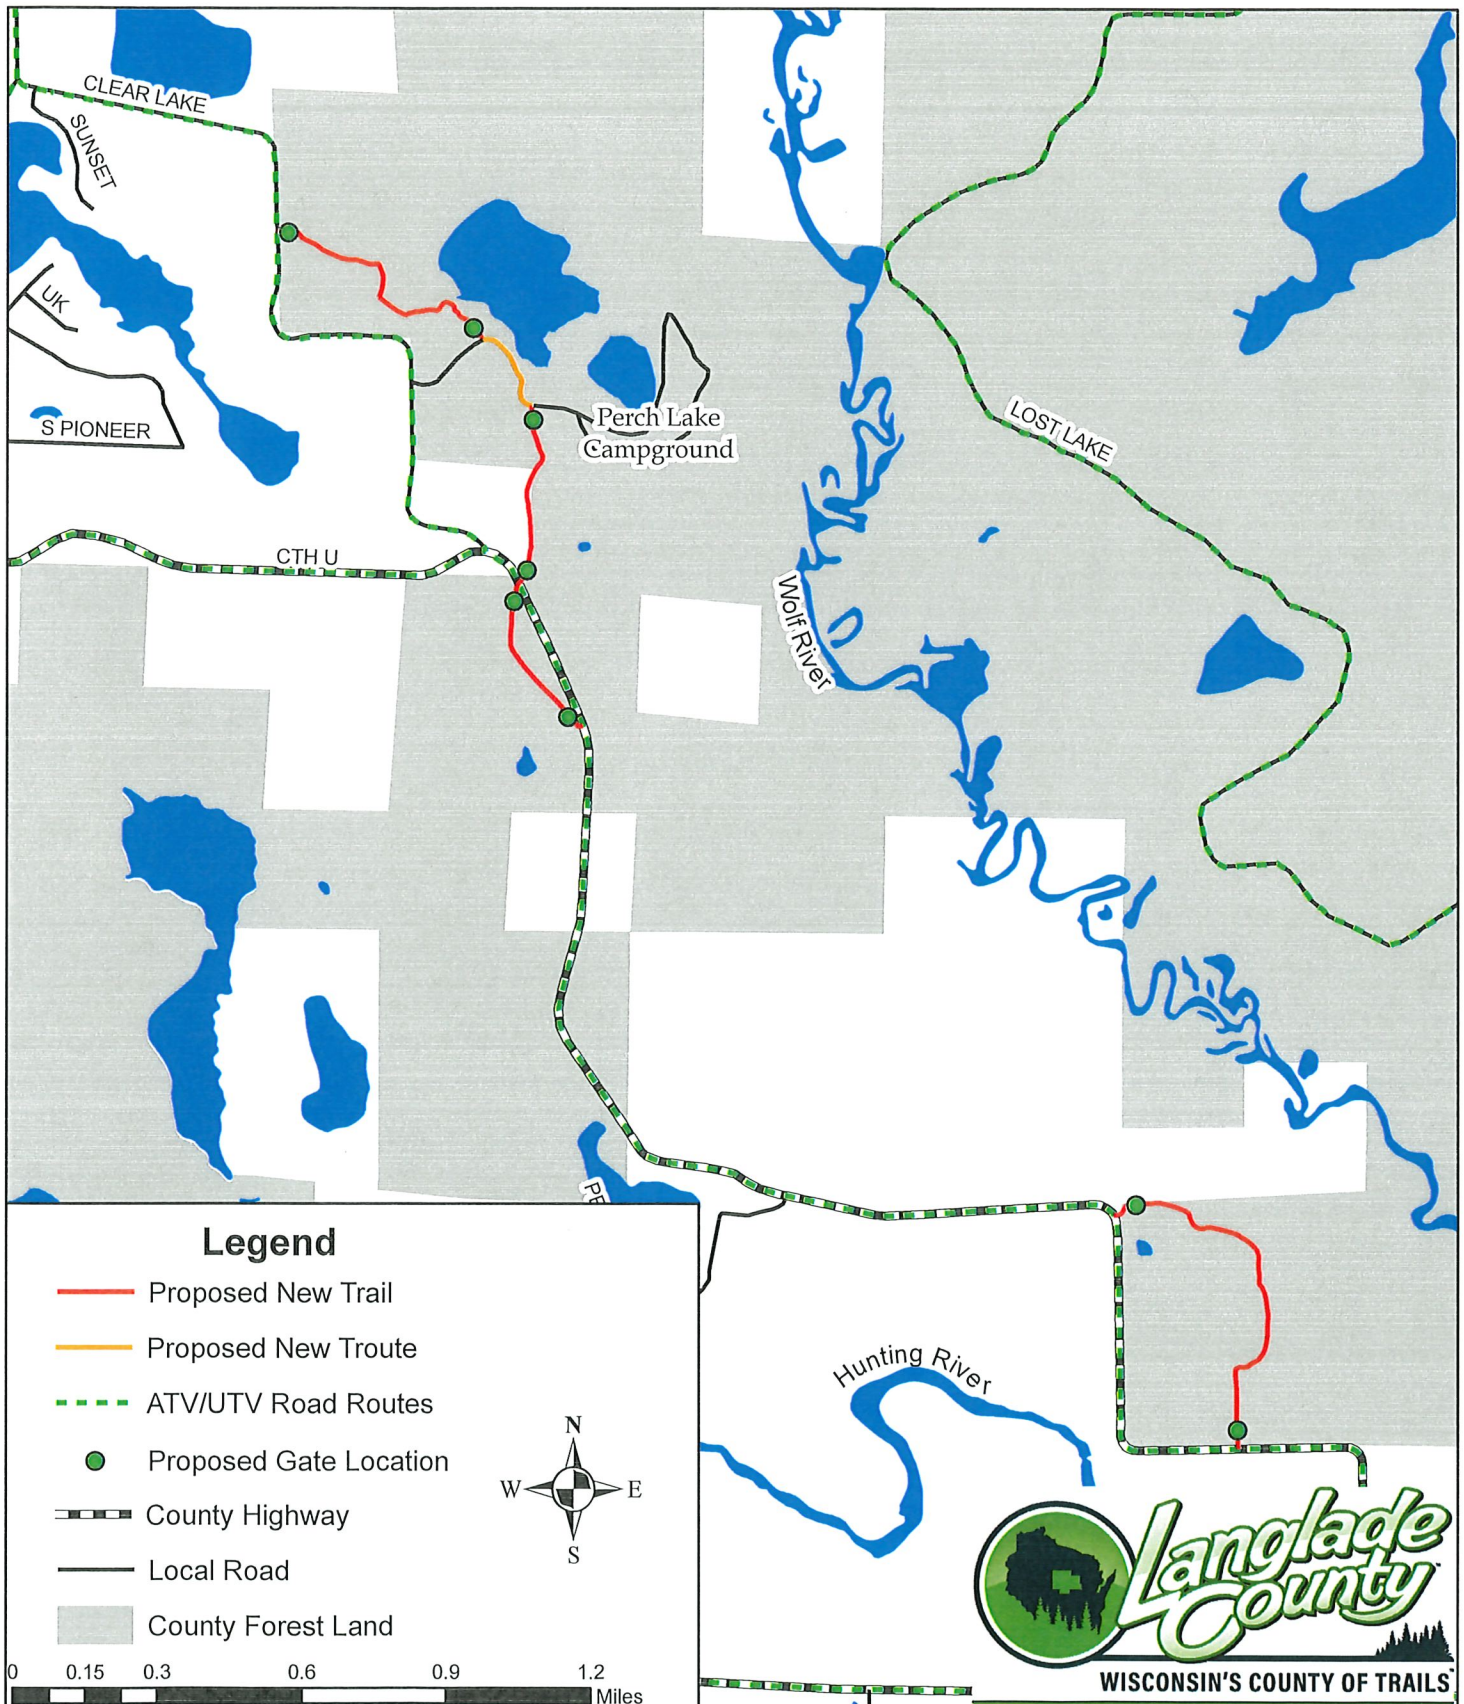 CLEAR LAKE
SUNSET
UK
S PIONEER
Perch Lake
Campground
LOST LAKE
CTH U
Wolf River
PE
Legend
Proposed New Trail
Proposed New Troute
ATV/UTV Road Routes
Proposed Gate Location
County Highway
Local Road
County Forest Land
N
W E
S
0 0.15 0.3 0.6 0.9 1.2
Miles
Hunting River
Langlade
County
WISCONSIN'S COUNTY OF TRAILS